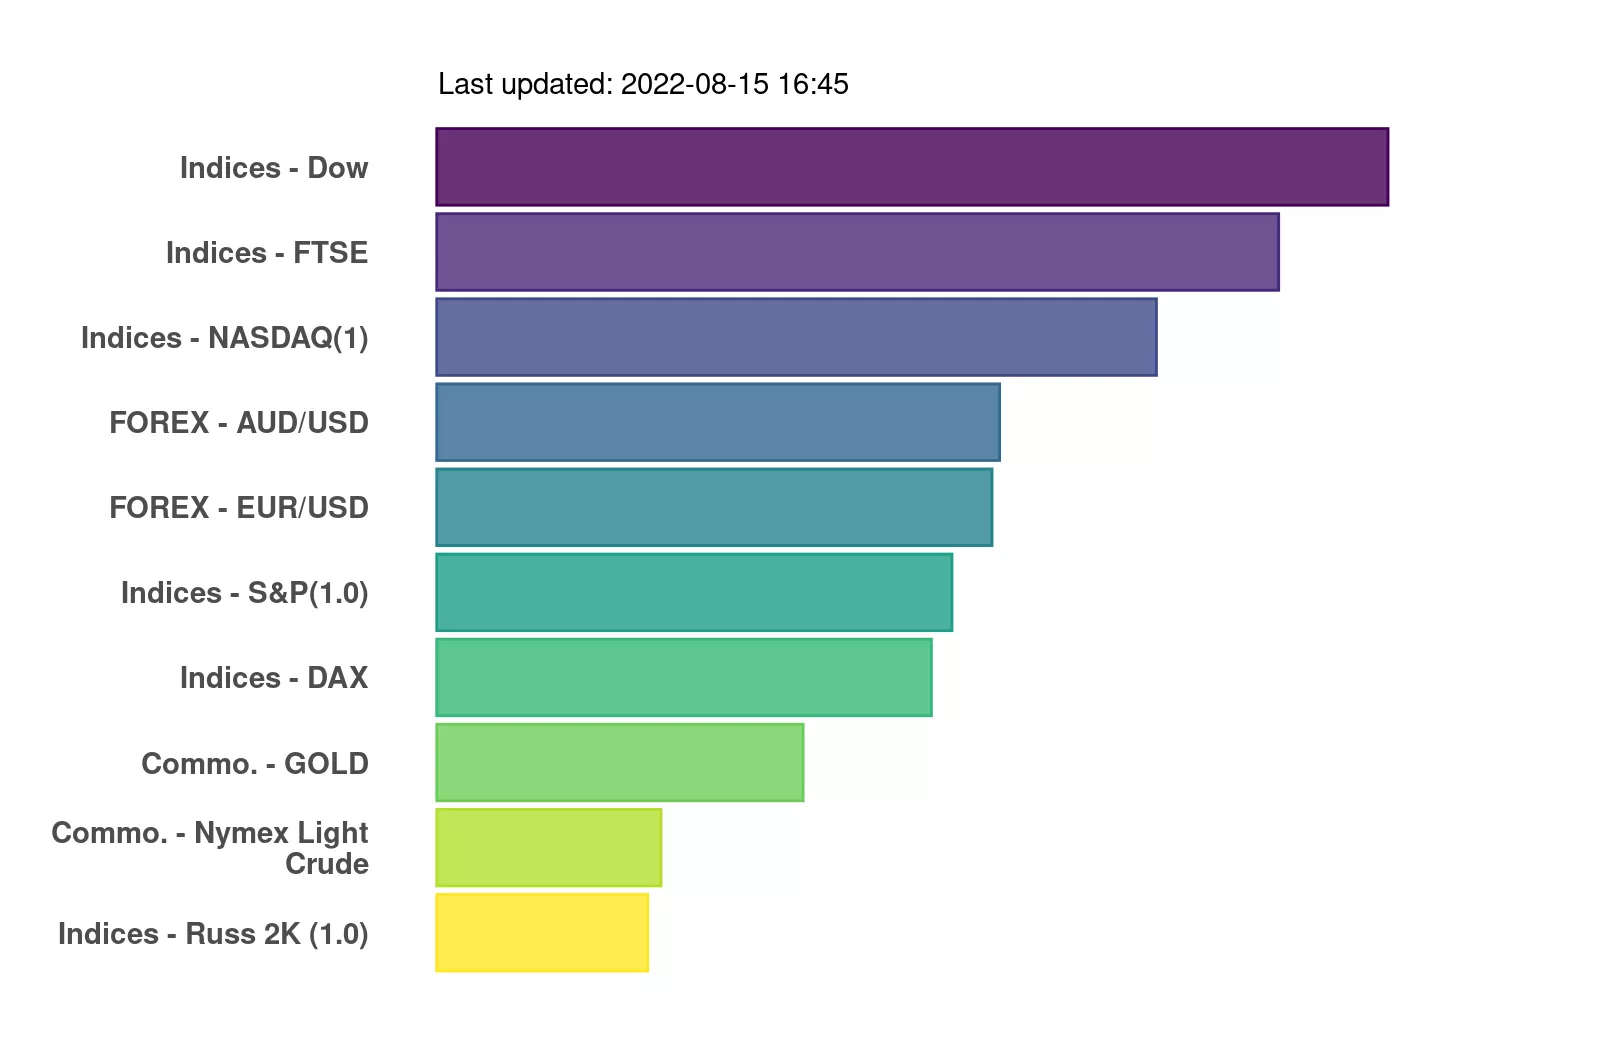 Last updated: 2022-08-15 16:45
Indices - Dow
Indices - FTSE
Indices - NASDAQ(1)
FOREX - AUD/USD
FOREX - EUR/USD
Indices - S&P(1.0)
Indices - DAX
Commo. - GOLD
Commo. - Nymex Light
Crude
Indices - Russ 2K (1.0)